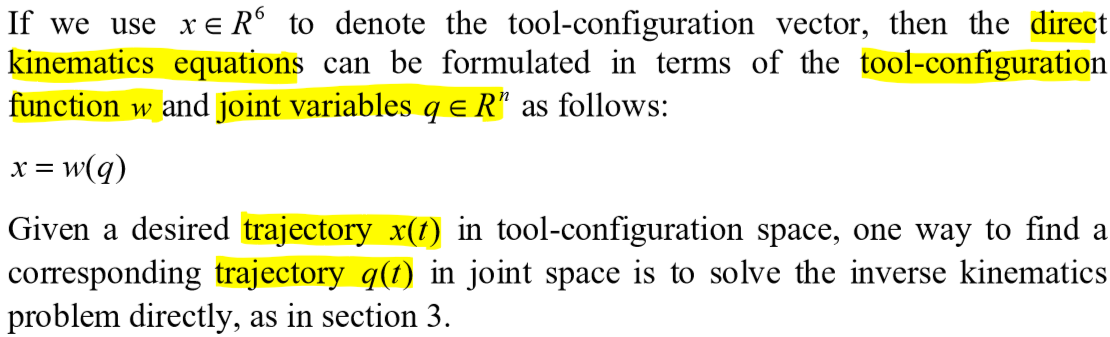 If we use x ∈ R⁶ to denote the tool-configuration vector, then the direct
kinematics equations can be formulated in terms of the tool-configuration
function w and joint variables q ∈ Rⁿ as follows:
x = w(q)
Given a desired trajectory x(t) in tool-configuration space, one way to find a
corresponding trajectory q(t) in joint space is to solve the inverse kinematics
problem directly, as in section 3.